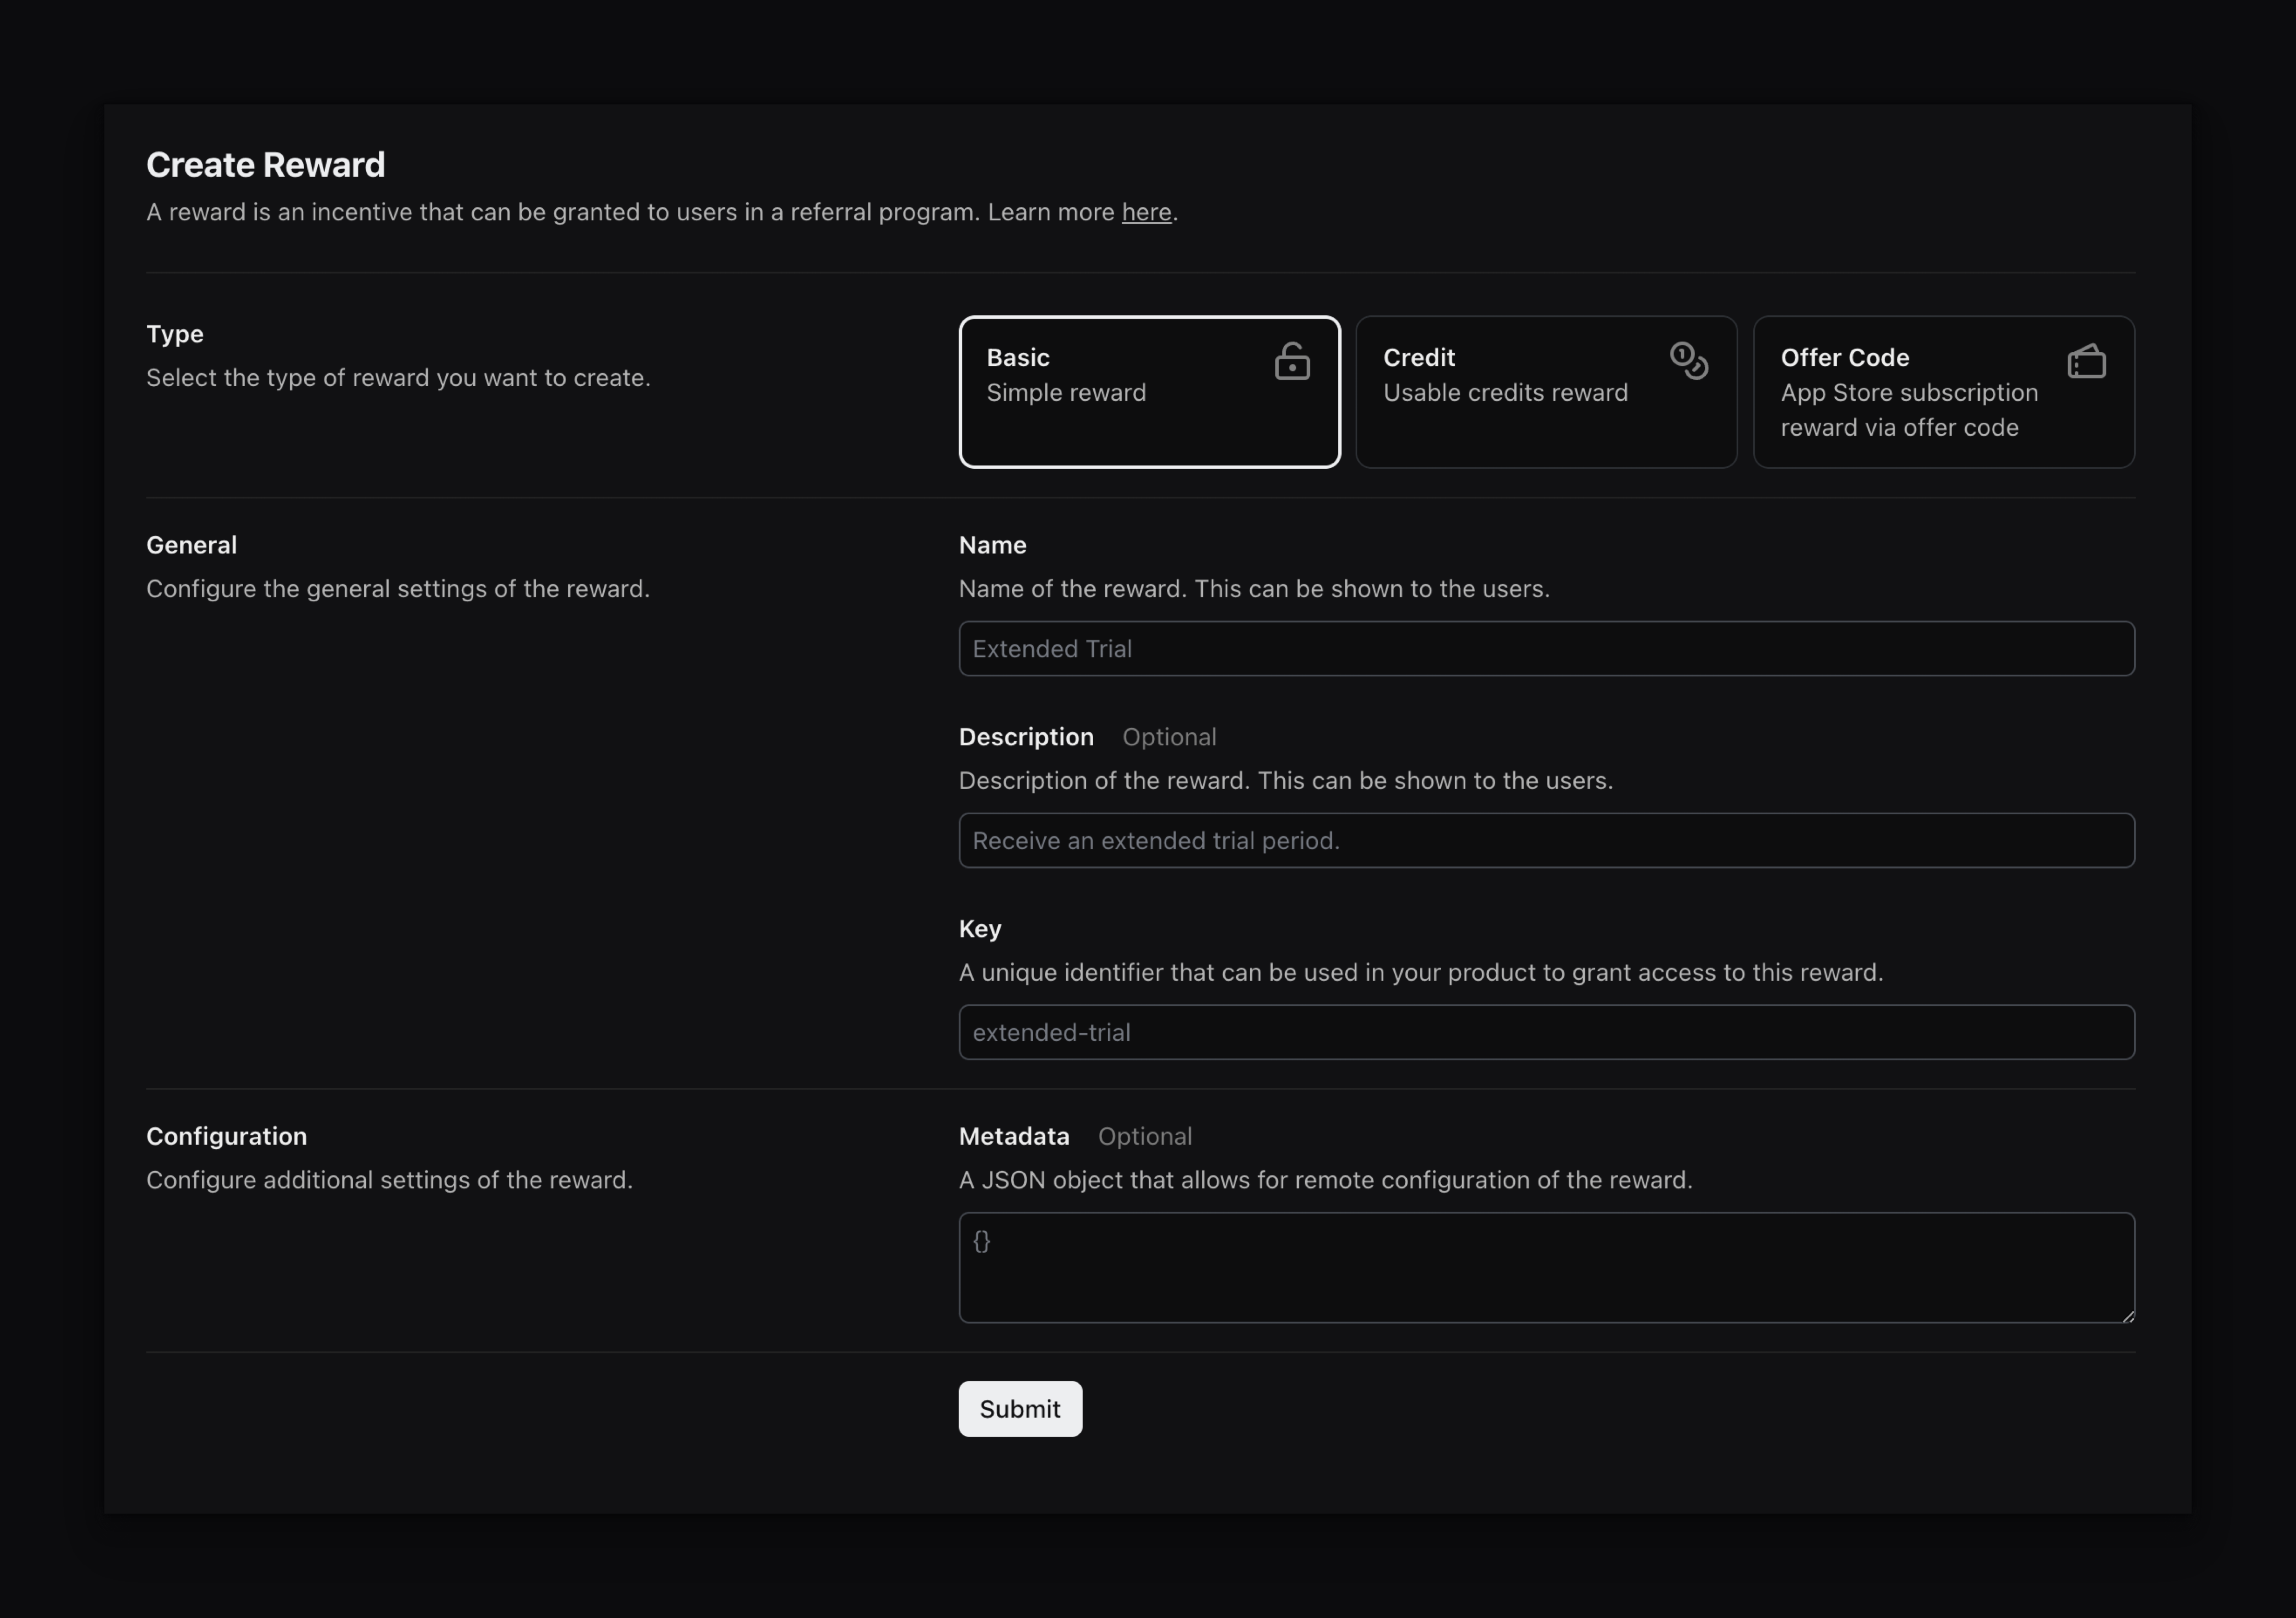 Create Reward
A reward is an incentive that can be granted to users in a referral program. Learn more here.
Type
Select the type of reward you want to create.
Basic
Simple reward
Credit
Usable credits reward
Offer Code
App Store subscription
reward via offer code
General
Configure the general settings of the reward.
Name
Name of the reward. This can be shown to the users.
Extended Trial
Description Optional
Description of the reward. This can be shown to the users.
Receive an extended trial period.
Key
A unique identifier that can be used in your product to grant access to this reward.
extended-trial
Configuration
Configure additional settings of the reward.
Metadata Optional
A JSON object that allows for remote configuration of the reward.
{}
Submit